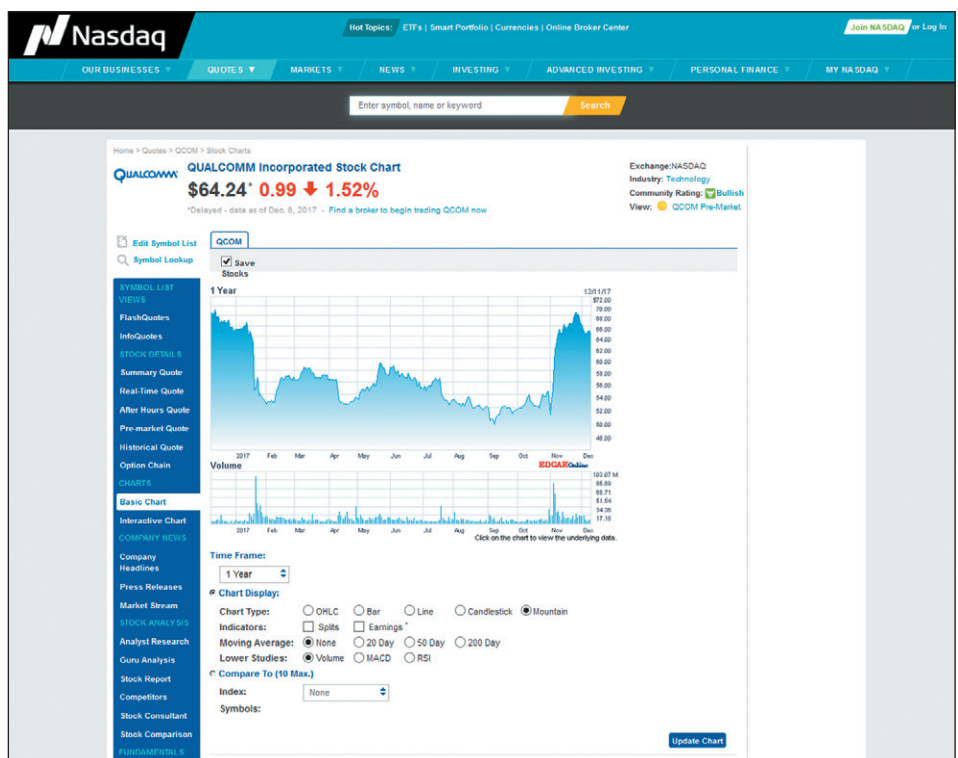 Nasdaq
Hot Topics: ETFs | Smart Portfolio | Currencies | Online Broker Center
Join NASDAQ or Log In
OUR BUSINESSES QUOTES MARKETS NEWS INVESTING ADVANCED INVESTING PERSONAL FINANCE MY NASDAQ
Enter symbol, name or keyword Search
Home > Quotes > QCOM > Stock Charts
QUALCOMM
QUALCOMM Incorporated Stock Chart
$64.24* 0.99 1.52%
*Delayed - data as of Dec. 8, 2017 - Find a broker to begin trading QCOM now
Exchange:NASDAQ
Industry: Technology
Community Rating: Bullish
View: QCOM Pre-Market
Edit Symbol List
Symbol Lookup
SYMBOL LIST
VIEWS
FlashQuotes
InfoQuotes
STOCK DETAILS
Summary Quote
Real-Time Quote
After Hours Quote
Pre-market Quote
Historical Quote
Option Chain
CHARTS
Basic Chart
Interactive Chart
COMPANY NEWS
Company
Headlines
Press Releases
Market Stream
STOCK ANALYSIS
Analyst Research
Guru Analysis
Stock Report
Competitors
Stock Consultant
Stock Comparison
FUNDAMENTALS
QCOM
Save
Stocks
1 Year 12/11/17
$72.00
70.00
68.00
66.00
64.00
62.00
60.00
58.00
56.00
54.00
52.00
50.00
48.00
2017 Feb Mar Apr May Jun Jul Aug Sep Oct Nov Dec
Volume EDGAR Online
103.07 M
85.89
68.71
51.54
34.36
17.18
2017 Feb Mar Apr May Jun Jul Aug Sep Oct Nov Dec
Click on the chart to view the underlying data.
Time Frame:
1 Year
Chart Display:
Chart Type: OHLC Bar Line Candlestick Mountain
Indicators: Splits Earnings *
Moving Average: None 20 Day 50 Day 200 Day
Lower Studies: Volume MACD RSI
Compare To (10 Max.)
Index: None
Symbols:
Update Chart